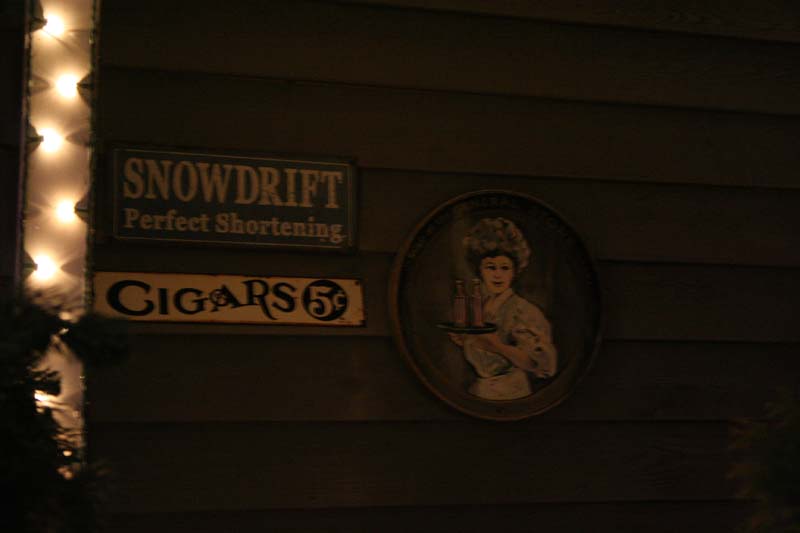 SNOWDRIFT
Perfect Shortening
CIGARS 5¢